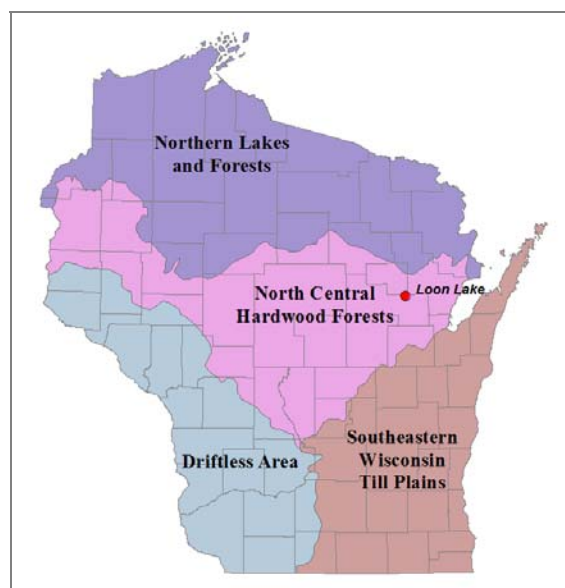 Northern Lakes
and Forests
Loon Lake
North Central
Hardwood Forests
Southeastern
Wisconsin
Till Plains
Driftless Area